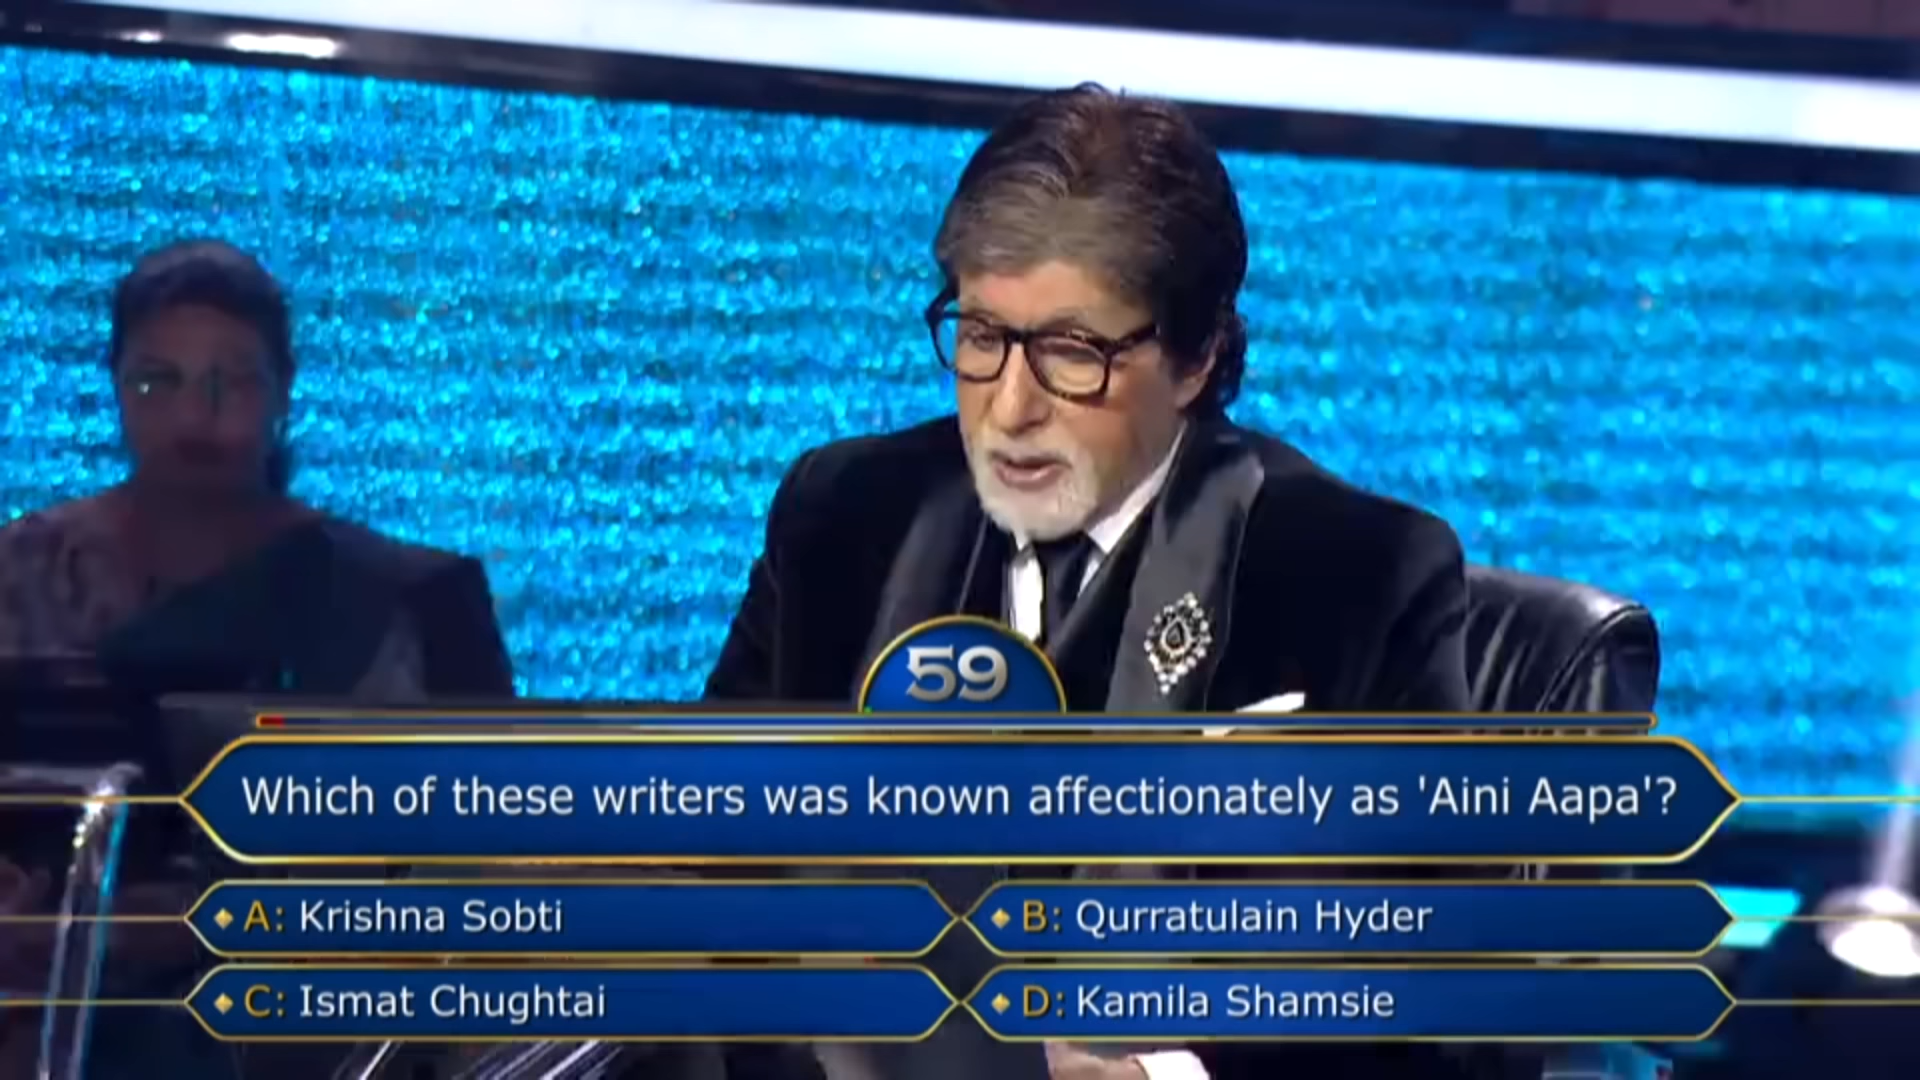 59
Which of these writers was known affectionately as 'Aini Aapa'?
A: Krishna Sobti
B: Qurratulain Hyder
C: Ismat Chughtai
D: Kamila Shamsie